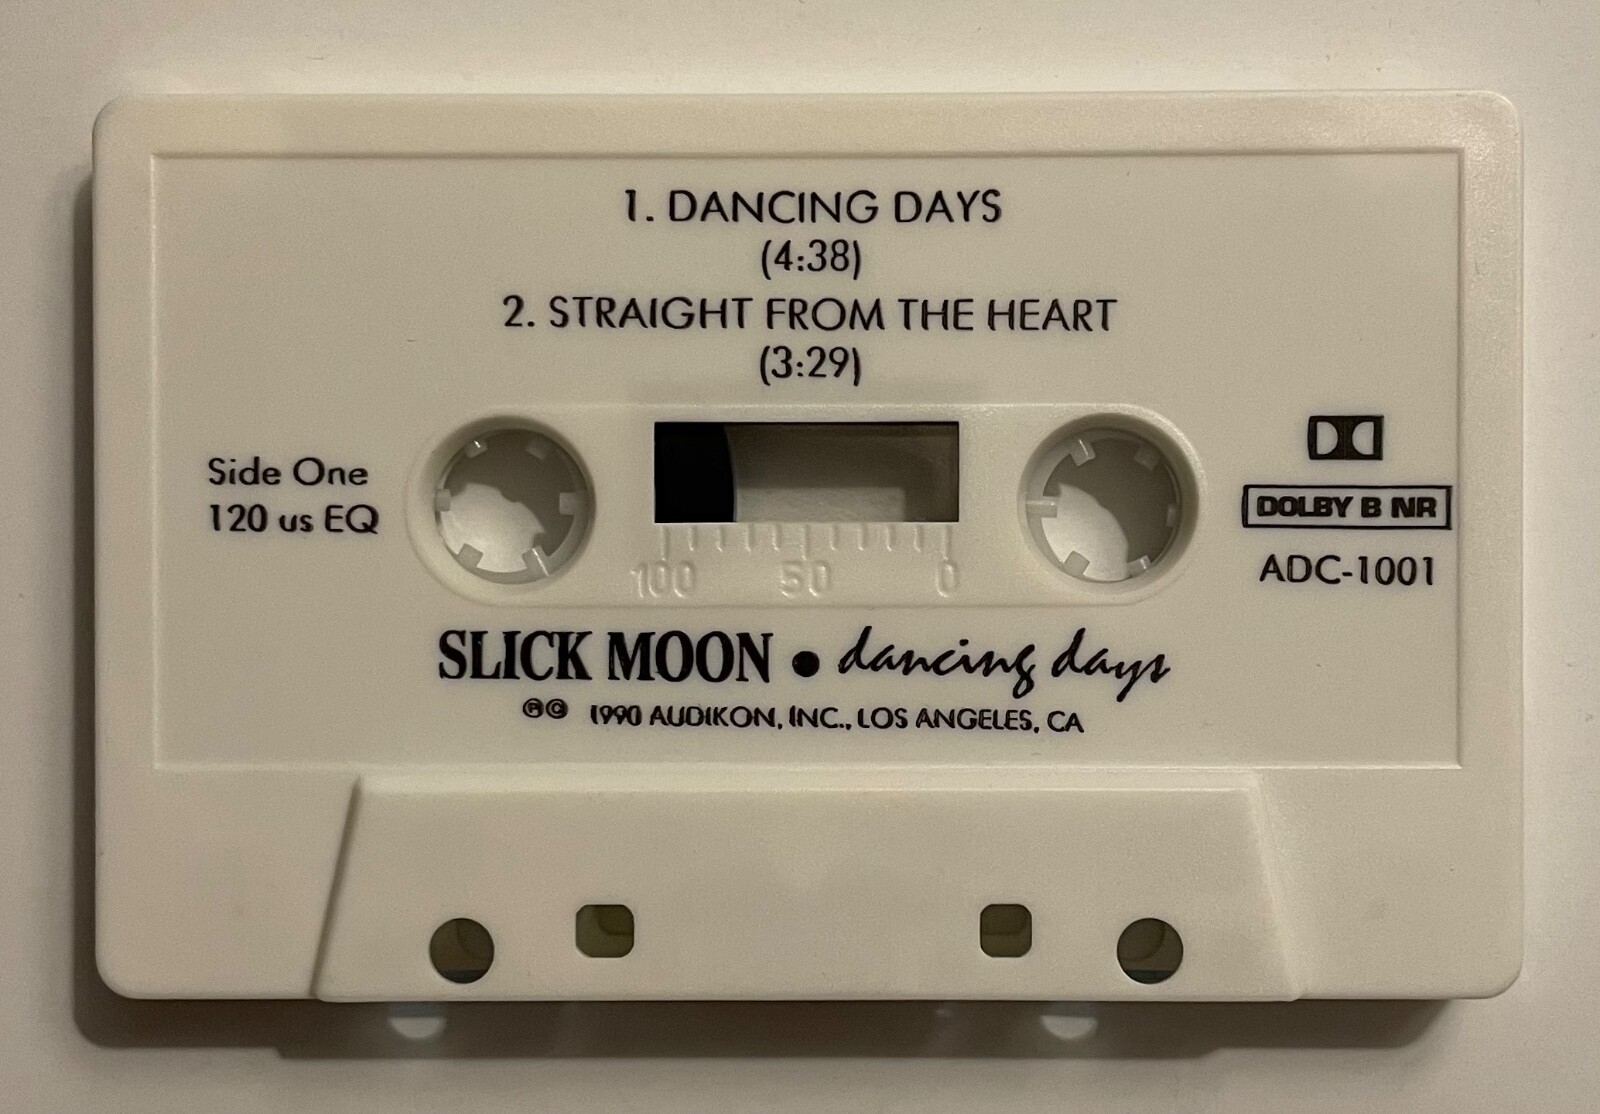 1. DANCING DAYS
(4:38)
2. STRAIGHT FROM THE HEART
(3:29)
Side One
120 us EQ
DOLBY B NR
ADC-1001
100 50 0
SLICK MOON • dancing days
℗© 1990 AUDIKON, INC., LOS ANGELES, CA